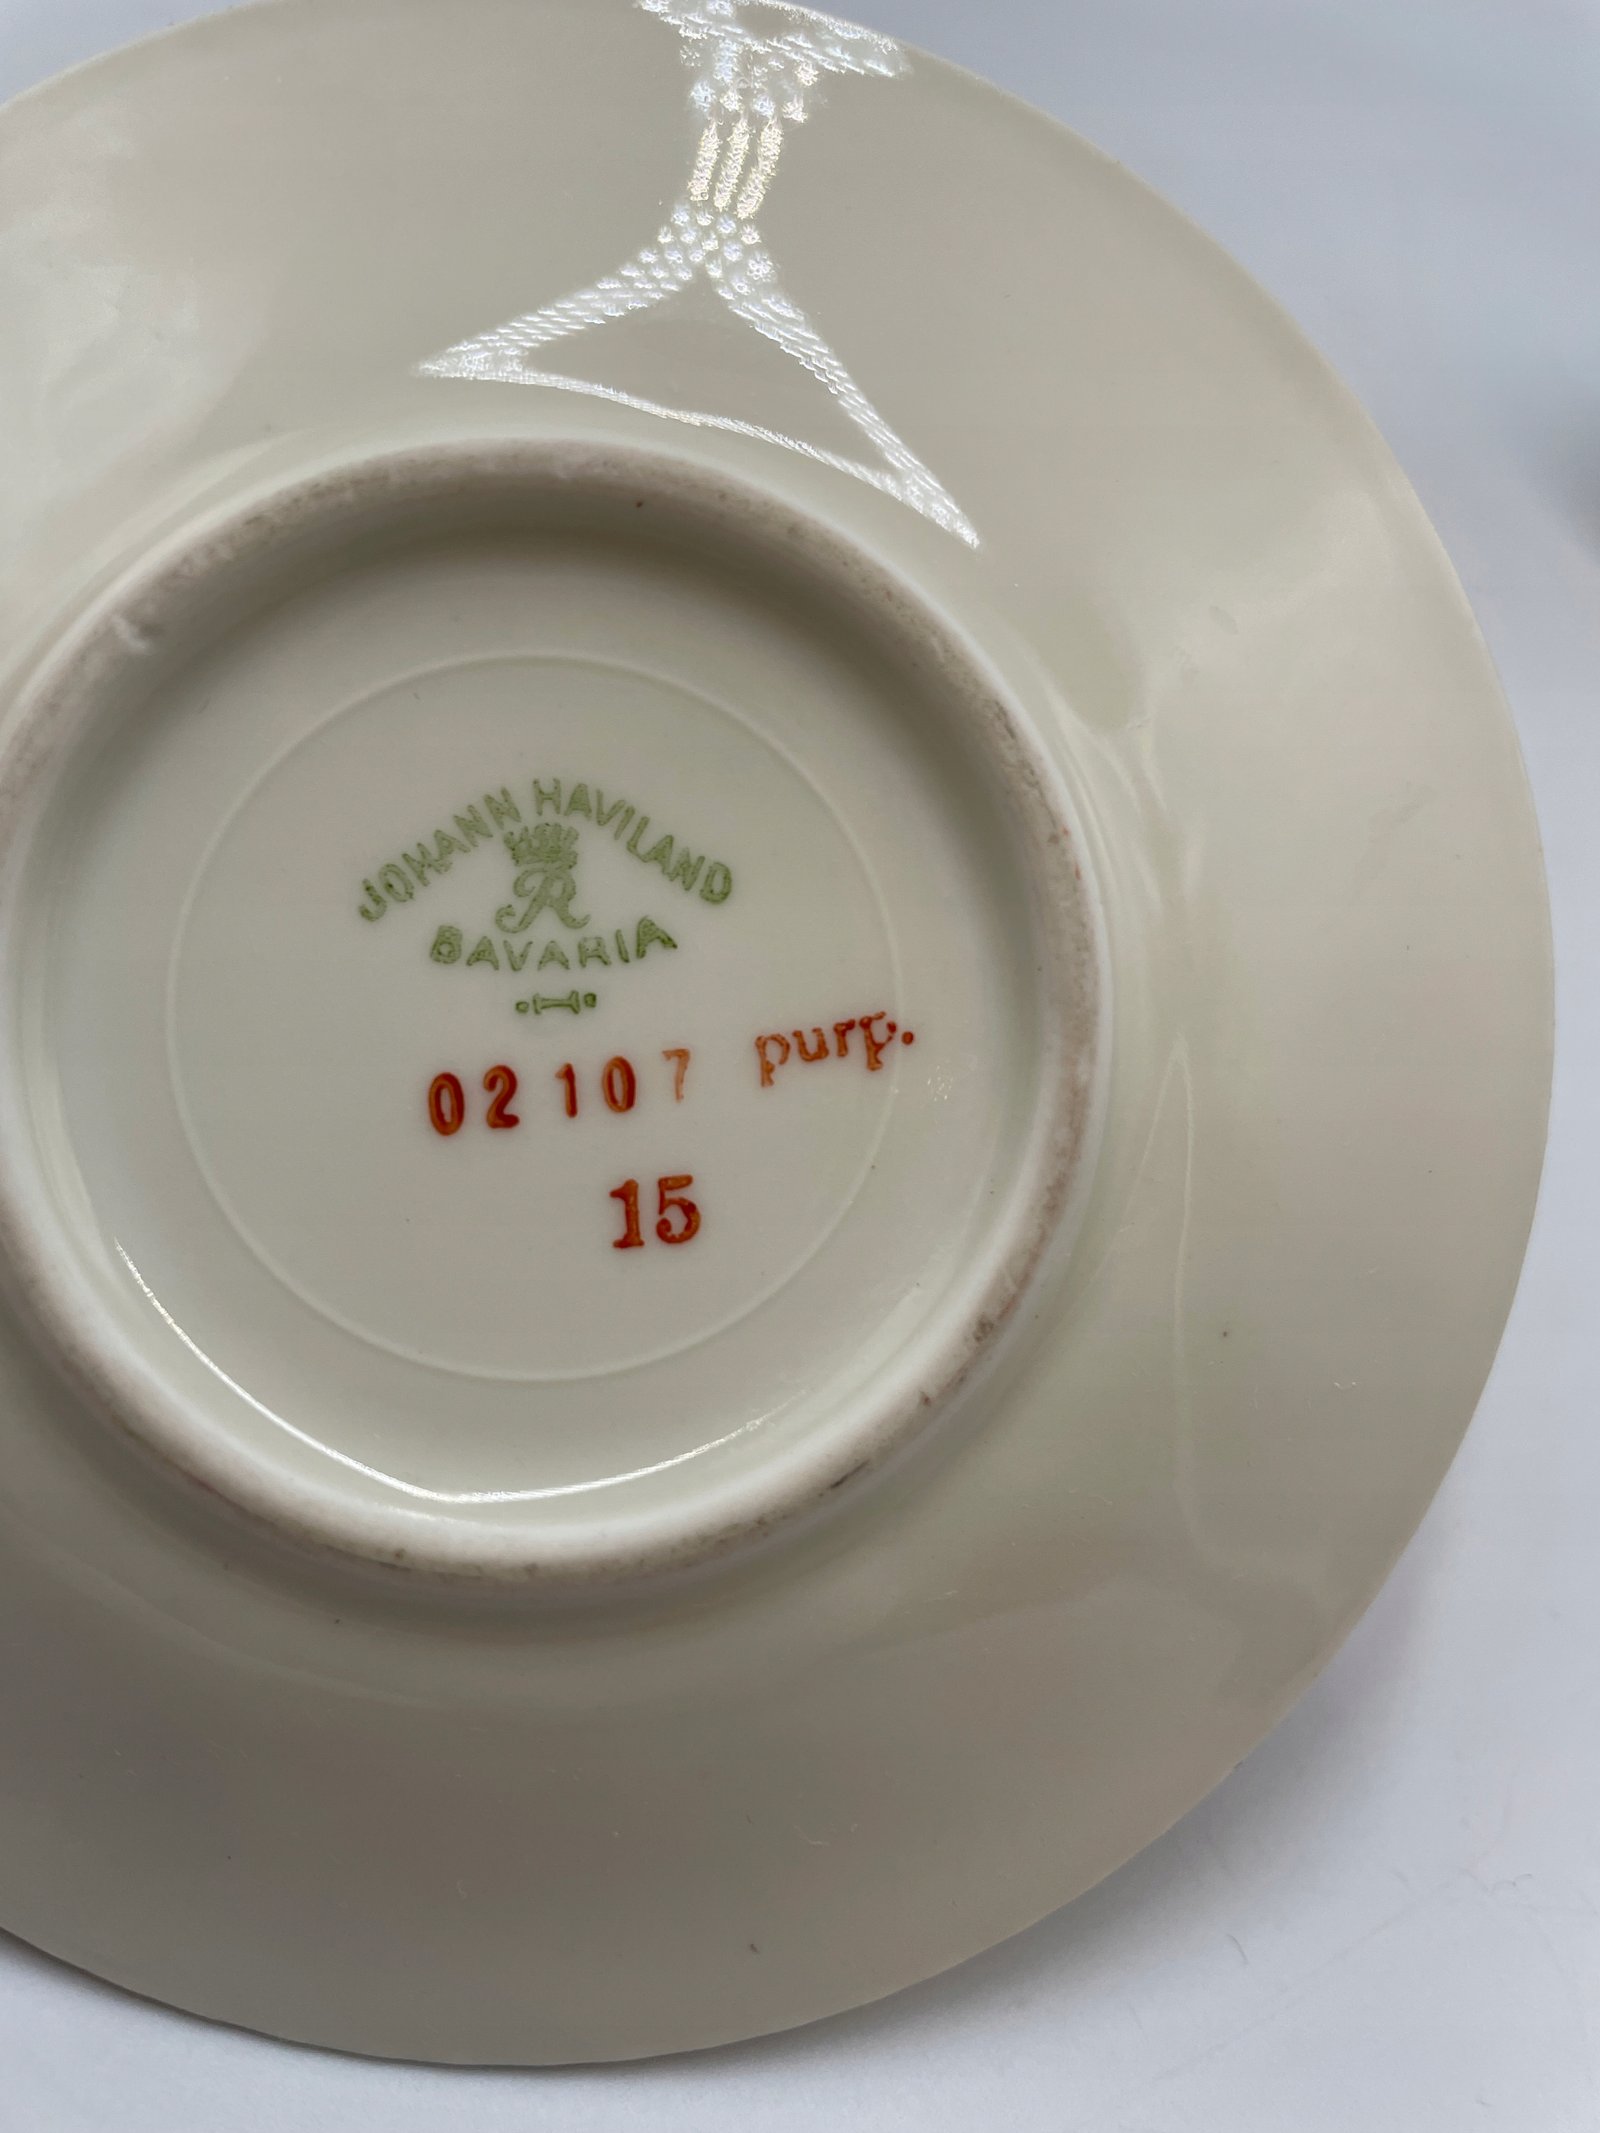 JOHANN HAVILAND
R
BAVARIA
·I·
02107 purp.
15